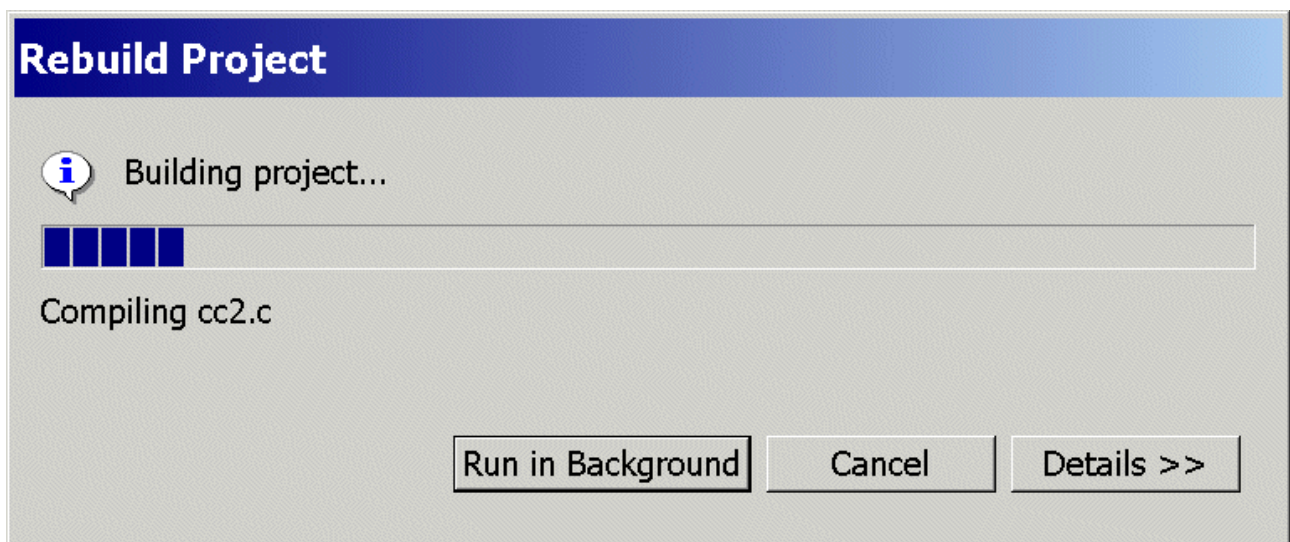 Rebuild Project
Building project...
Compiling cc2.c
Run in Background Cancel Details >>